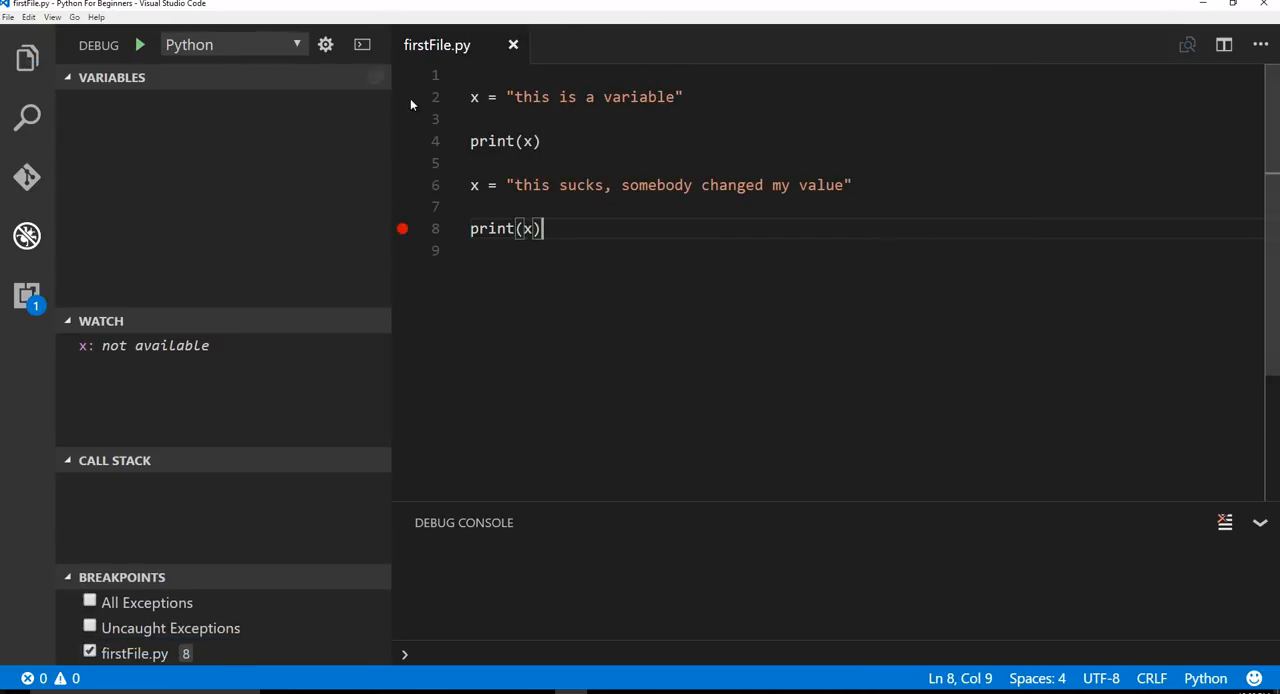 firstFile.py - Python For Beginners - Visual Studio Code
File Edit View Go Help
DEBUG Python
firstFile.py
VARIABLES
WATCH
x: not available
CALL STACK
BREAKPOINTS
All Exceptions
Uncaught Exceptions
firstFile.py 8
1
1
2 x = "this is a variable"
3
4 print(x)
5
6 x = "this sucks, somebody changed my value"
7
8 print(x)
9
DEBUG CONSOLE
0 0
Ln 8, Col 9 Spaces: 4 UTF-8 CRLF Python